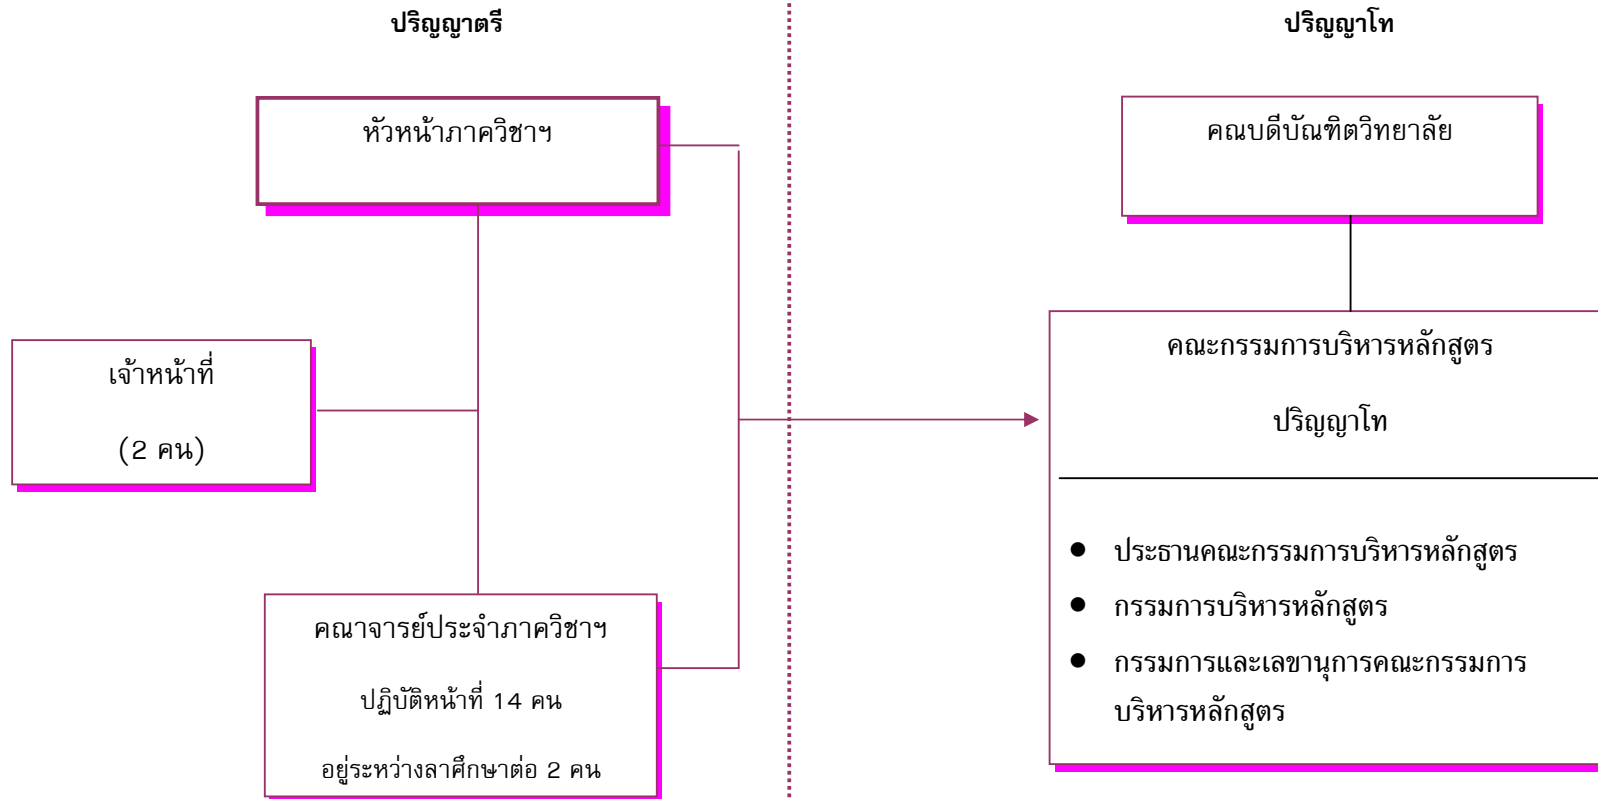 ปริญญาตรี
หัวหน้าภาควิชาฯ
เจ้าหน้าที่
(2 คน)
คณาจารย์ประจำภาควิชาฯ
ปฏิบัติหน้าที่ 14 คน
อยู่ระหว่างลาศึกษาต่อ 2 คน
ปริญญาโท
คณบดีบัณฑิตวิทยาลัย
คณะกรรมการบริหารหลักสูตร
ปริญญาโท
● ประธานคณะกรรมการบริหารหลักสูตร
● กรรมการบริหารหลักสูตร
● กรรมการและเลขานุการคณะกรรมการ
บริหารหลักสูตร